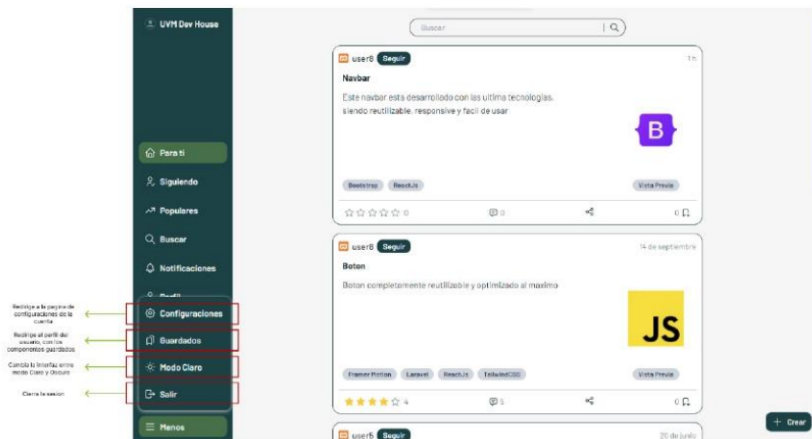 UVM Dev House
Buscar
user8 Seguir
1 h
Navbar
Este navbar esta desarrollado con las ultima tecnologias,
siendo reutilizable, responsive y facil de usar
Bootstrap ReactJs
Vista Previa
0
0
0
Para ti
Siguiendo
Populares
Buscar
Notificaciones
Perfil
Configuraciones
Guardados
Modo Claro
Salir
Menos
Redirige a la pagina de
configuraciones de la
cuenta
Redirige al perfil del
usuario, con los
componentes guardados
Cambia la interfaz entre
modo Claro y Oscuro
Cierra la sesion
user8 Seguir
14 de septiembre
Boton
Boton completamente reutilizable y optimizado al maximo
JS
Framer Motion Laravel ReactJs TailwindCSS
Vista Previa
4
5
0
user5 Seguir
20 de junio
+ Crear